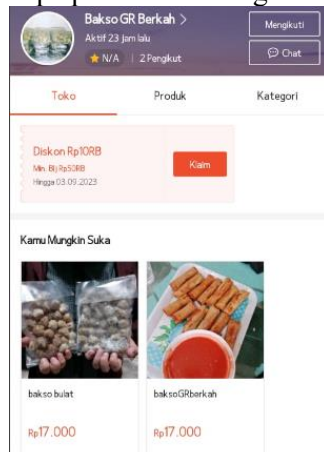 Bakso GR Berkah >
Aktif 23 jam lalu
N/A | 2 Pengikut
Mengikuti
Chat
Toko
Produk
Kategori
Diskon Rp10RB
Min. Blj Rp50RB
Hingga 03.09.2023
Klaim
Kamu Mungkin Suka
bakso bulat
baksoGRberkah
Rp17.000
Rp17.000